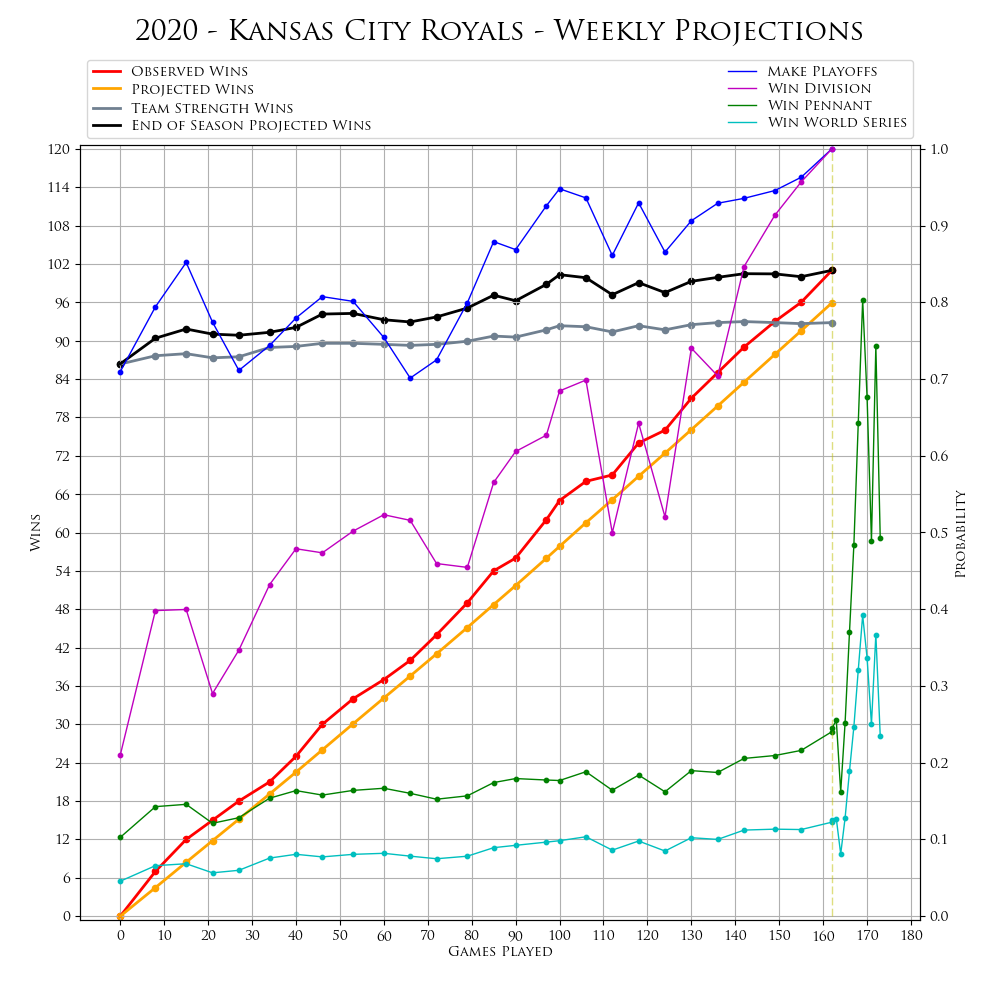 2020 - Kansas City Royals - Weekly Projections
Observed Wins
Projected Wins
Team Strength Wins
End of Season Projected Wins
Make Playoffs
Win Division
Win Pennant
Win World Series
120
114
108
102
96
90
84
78
72
66
60
54
48
42
36
30
24
18
12
6
0
Wins
1.0
0.9
0.8
0.7
0.6
0.5
0.4
0.3
0.2
0.1
0.0
Probability
0 10 20 30 40 50 60 70 80 90 100 110 120 130 140 150 160 170 180
Games Played